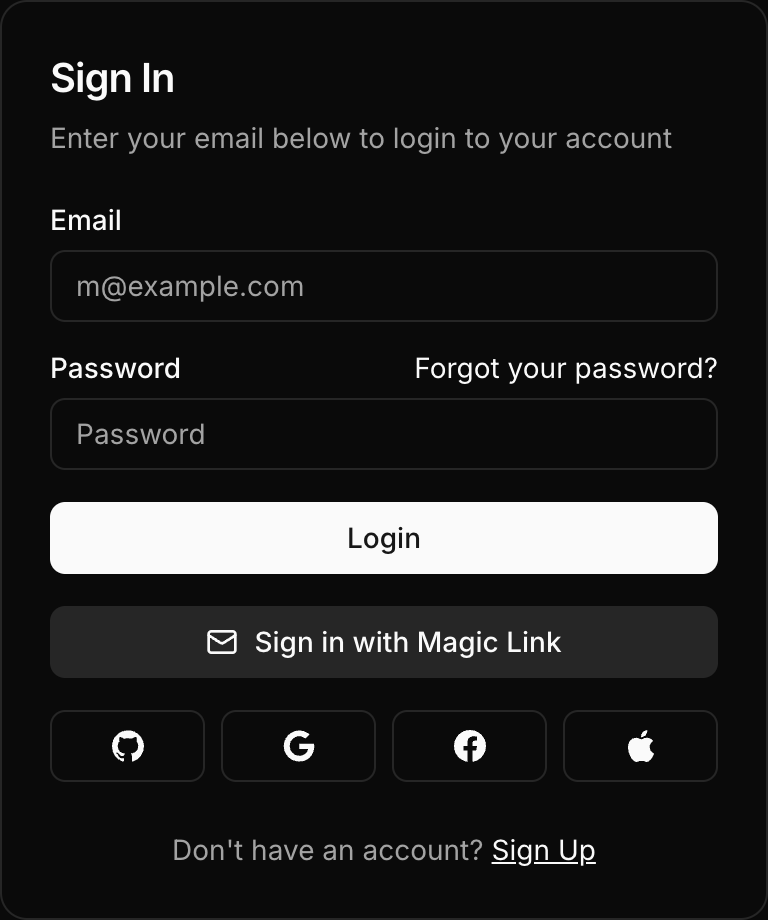 Sign In
Enter your email below to login to your account
Email
m@example.com
Password Forgot your password?
Password
Login
Sign in with Magic Link
Don't have an account? Sign Up